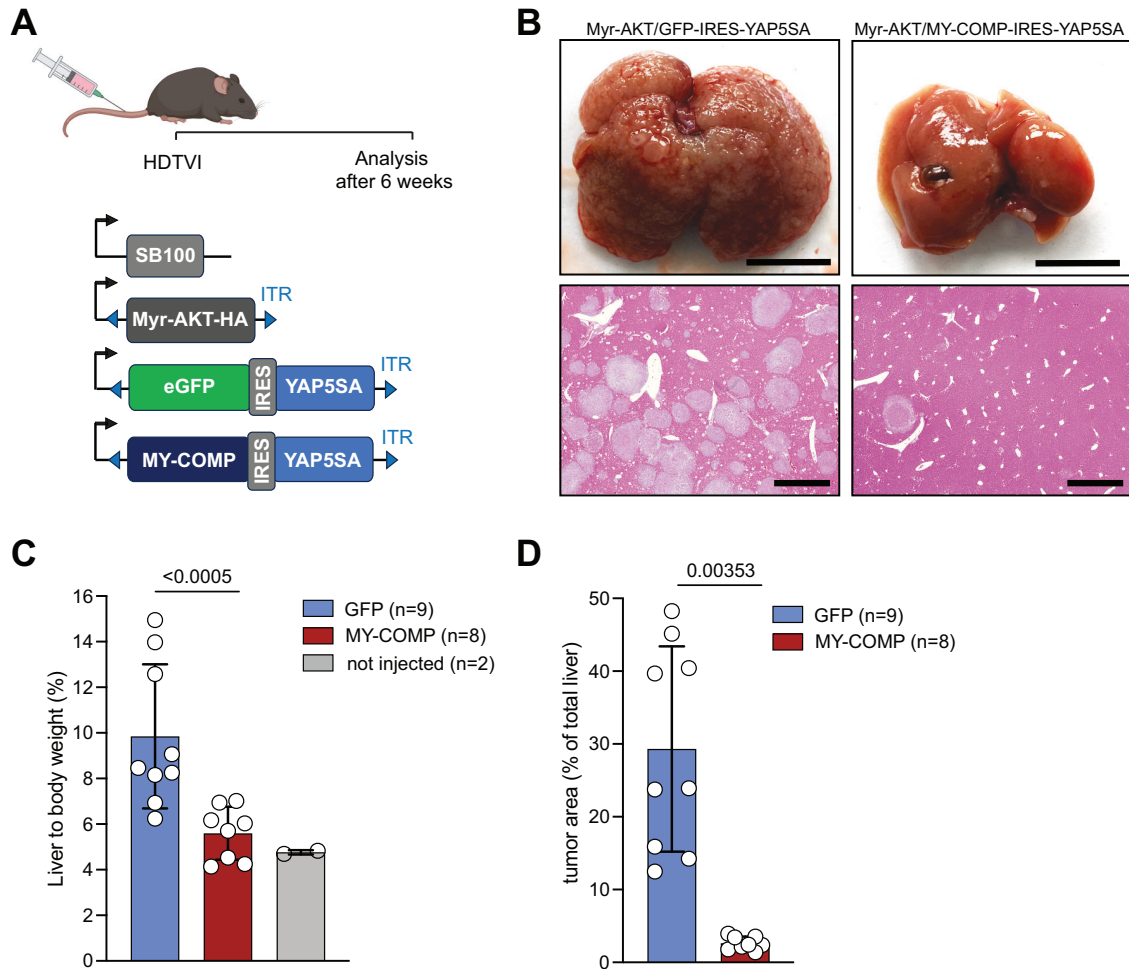 A
HDTVI
Analysis
after 6 weeks
SB100
Myr-AKT-HA
ITR
eGFP
IRES
YAP5SA
ITR
MY-COMP
IRES
YAP5SA
ITR
B
Myr-AKT/GFP-IRES-YAP5SA
Myr-AKT/MY-COMP-IRES-YAP5SA
C
<0.0005
Liver to body weight (%)
16
14
12
10
8
6
4
2
0
GFP (n=9)
MY-COMP (n=8)
not injected (n=2)
D
0.00353
tumor area (% of total liver)
50
40
30
20
10
0
GFP (n=9)
MY-COMP (n=8)